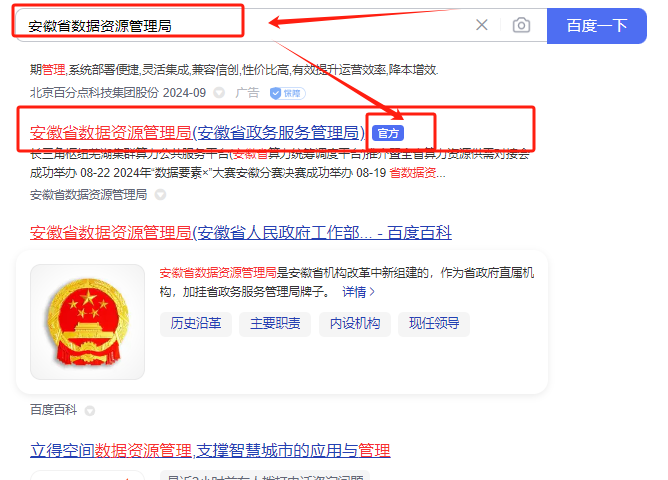 安徽省数据资源管理局
百度一下
期管理,系统部署便捷,灵活集成,兼容信创,性价比高,有效提升运营效率,降本增效.
北京百分点科技集团股份 2024-09 广告 保障
安徽省数据资源管理局(安徽省政务服务管理局) 官方
长三角枢纽芜湖集群算力公共服务平台(安徽省算力统筹调度平台)推介暨全省算力资源供需对接会
成功举办 08-22 2024年“数据要素×”大赛安徽分赛决赛成功举办 08-19 省数据资...
安徽省数据资源管理局
安徽省数据资源管理局(安徽省人民政府工作部... - 百度百科
安徽省数据资源管理局是安徽省机构改革中新组建的，作为省政府直属机
构，加挂省政务服务管理局牌子。 详情>
历史沿革 主要职责 内设机构 现任领导
百度百科
立得空间数据资源管理,支撑智慧城市的应用与管理